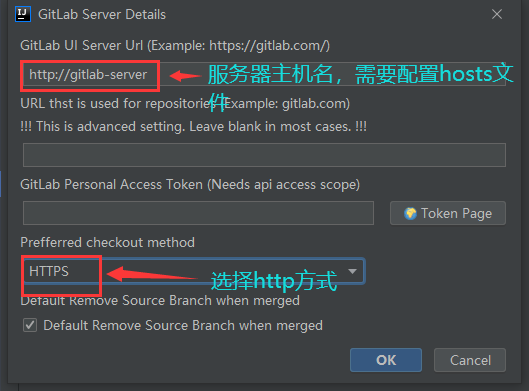 GitLab Server Details
GitLab UI Server Url (Example: https://gitlab.com/)
http://gitlab-server
服务器主机名，需要配置hosts文
件
URL thst is used for repositories (Example: gitlab.com)
!!! This is advanced setting. Leave blank in most cases. !!!
GitLab Personal Access Token (Needs api access scope)
Token Page
Preferred checkout method
HTTPS
选择http方式
Default Remove Source Branch when merged
Default Remove Source Branch when merged
OK Cancel